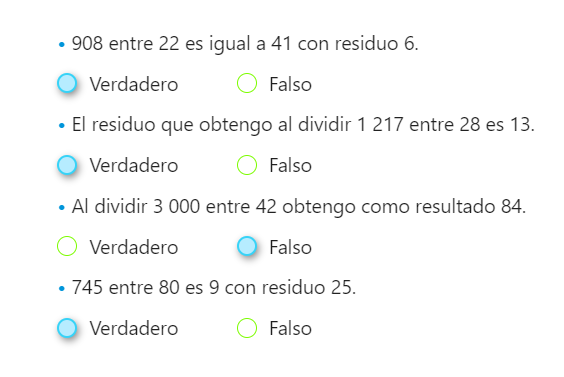 • 908 entre 22 es igual a 41 con residuo 6.
Verdadero Falso
• El residuo que obtengo al dividir 1 217 entre 28 es 13.
Verdadero Falso
• Al dividir 3 000 entre 42 obtengo como resultado 84.
Verdadero Falso
• 745 entre 80 es 9 con residuo 25.
Verdadero Falso